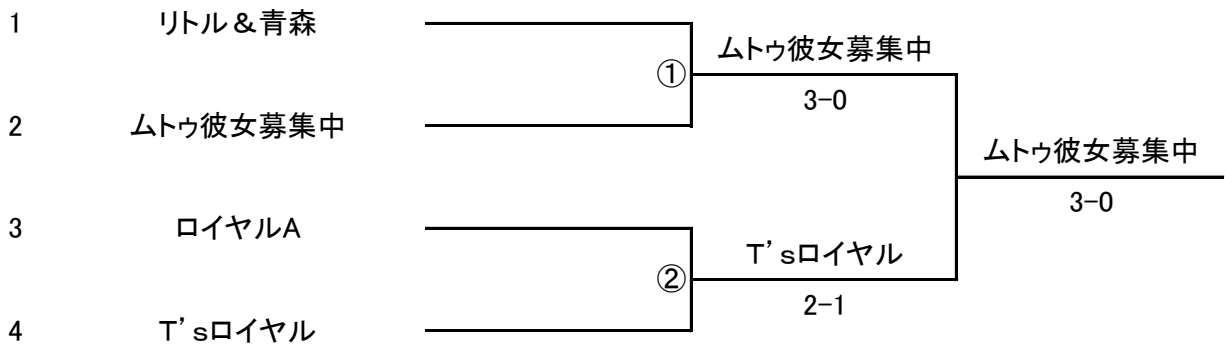 1 リトル＆青森
①
ムトゥ彼女募集中
3-0
2 ムトゥ彼女募集中
ムトゥ彼女募集中
3-0
3 ロイヤルA
②
T’sロイヤル
2-1
4 T’sロイヤル